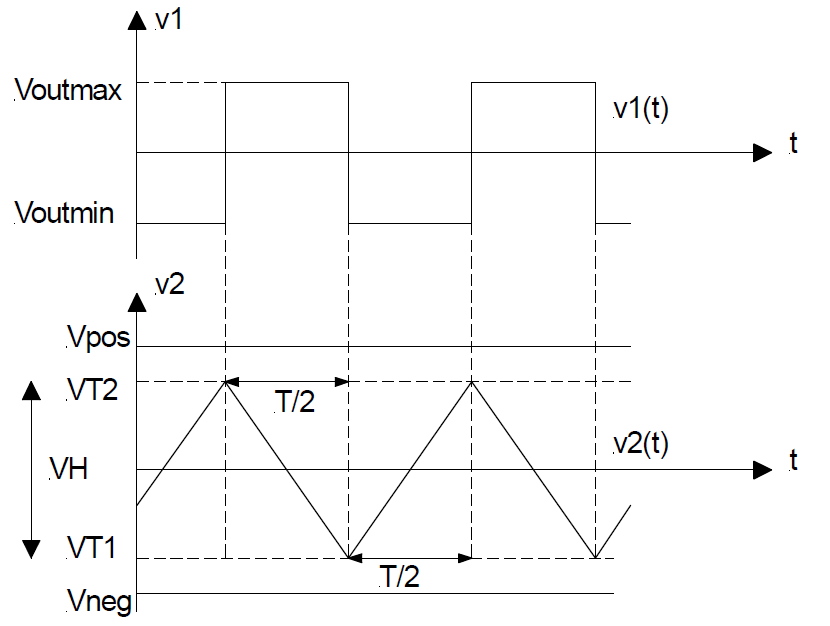 v1
Voutmax
v1(t)
t
Voutmin
v2
Vpos
VT2
T/2
v2(t)
VH
t
VT1
T/2
Vneg